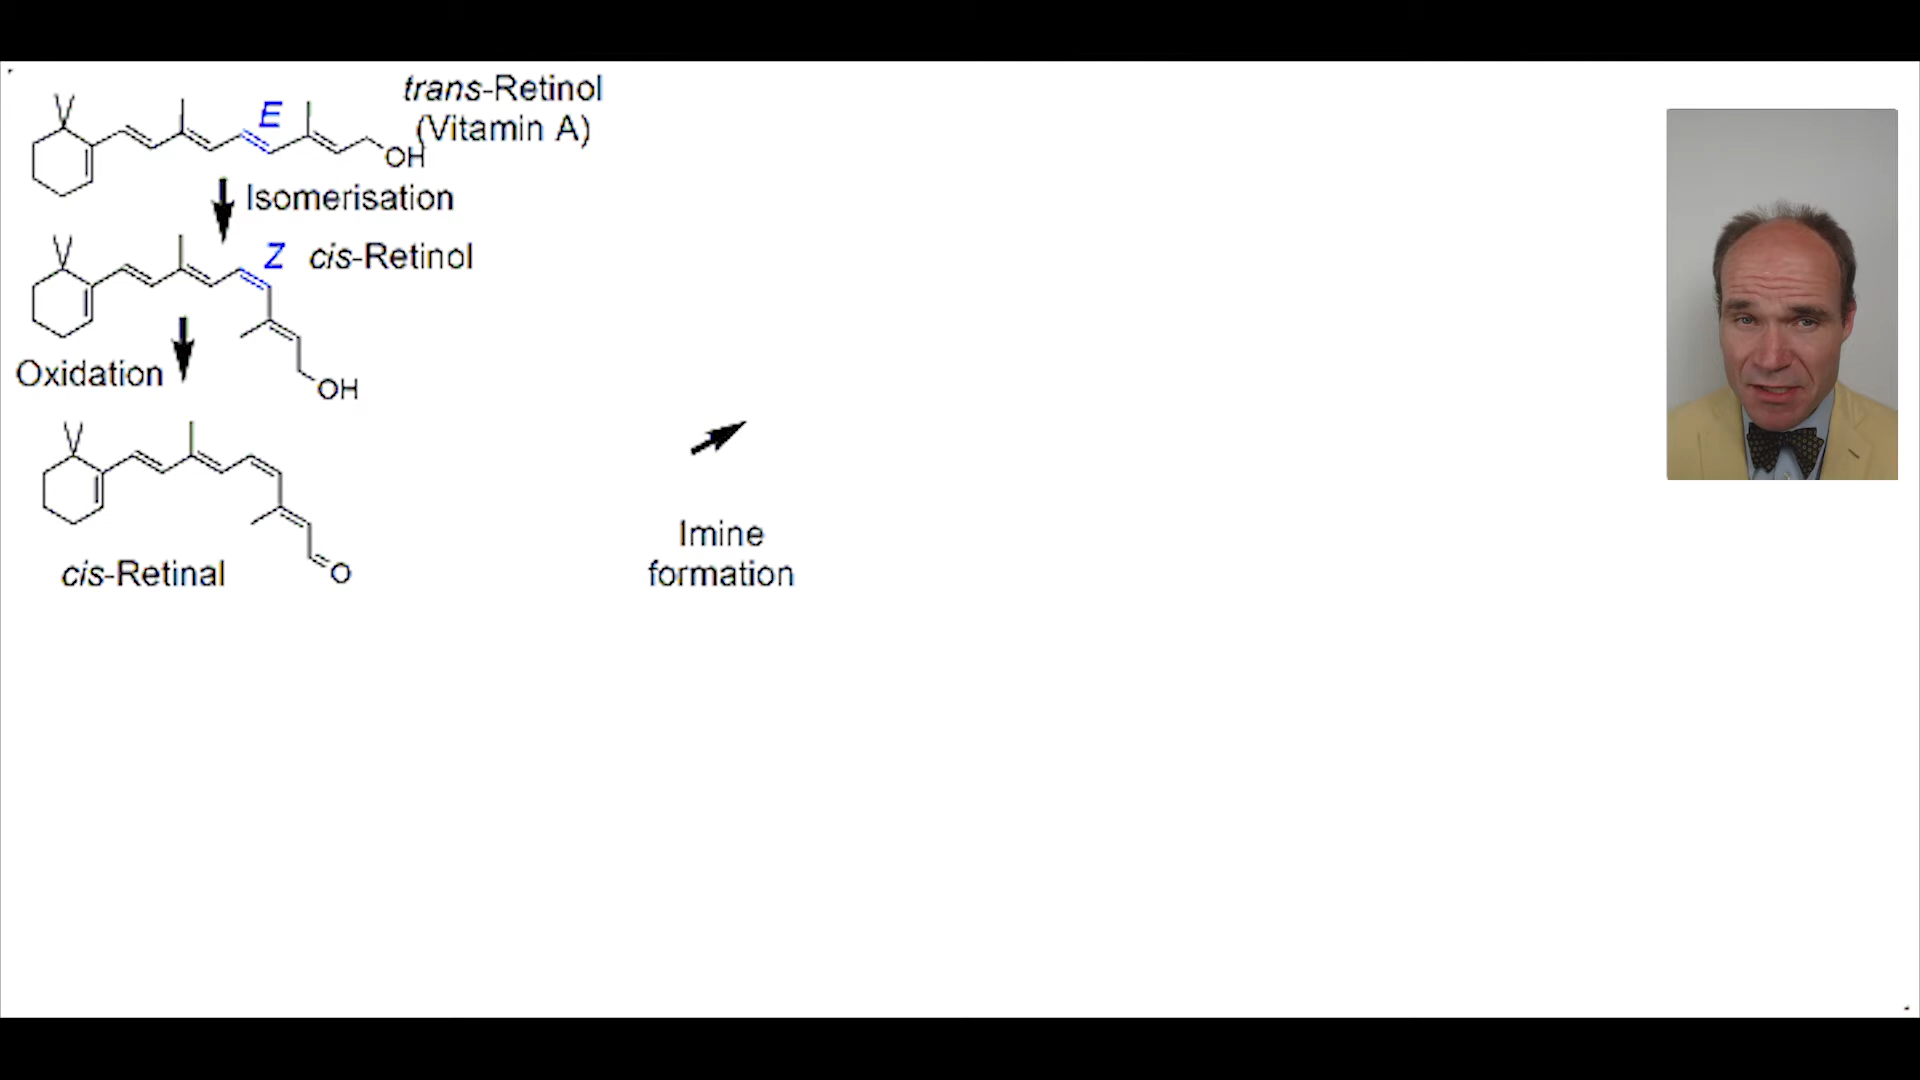 trans-Retinol
(Vitamin A)
E
OH
Isomerisation
Z cis-Retinol
Oxidation
OH
cis-Retinal
O
Imine
formation